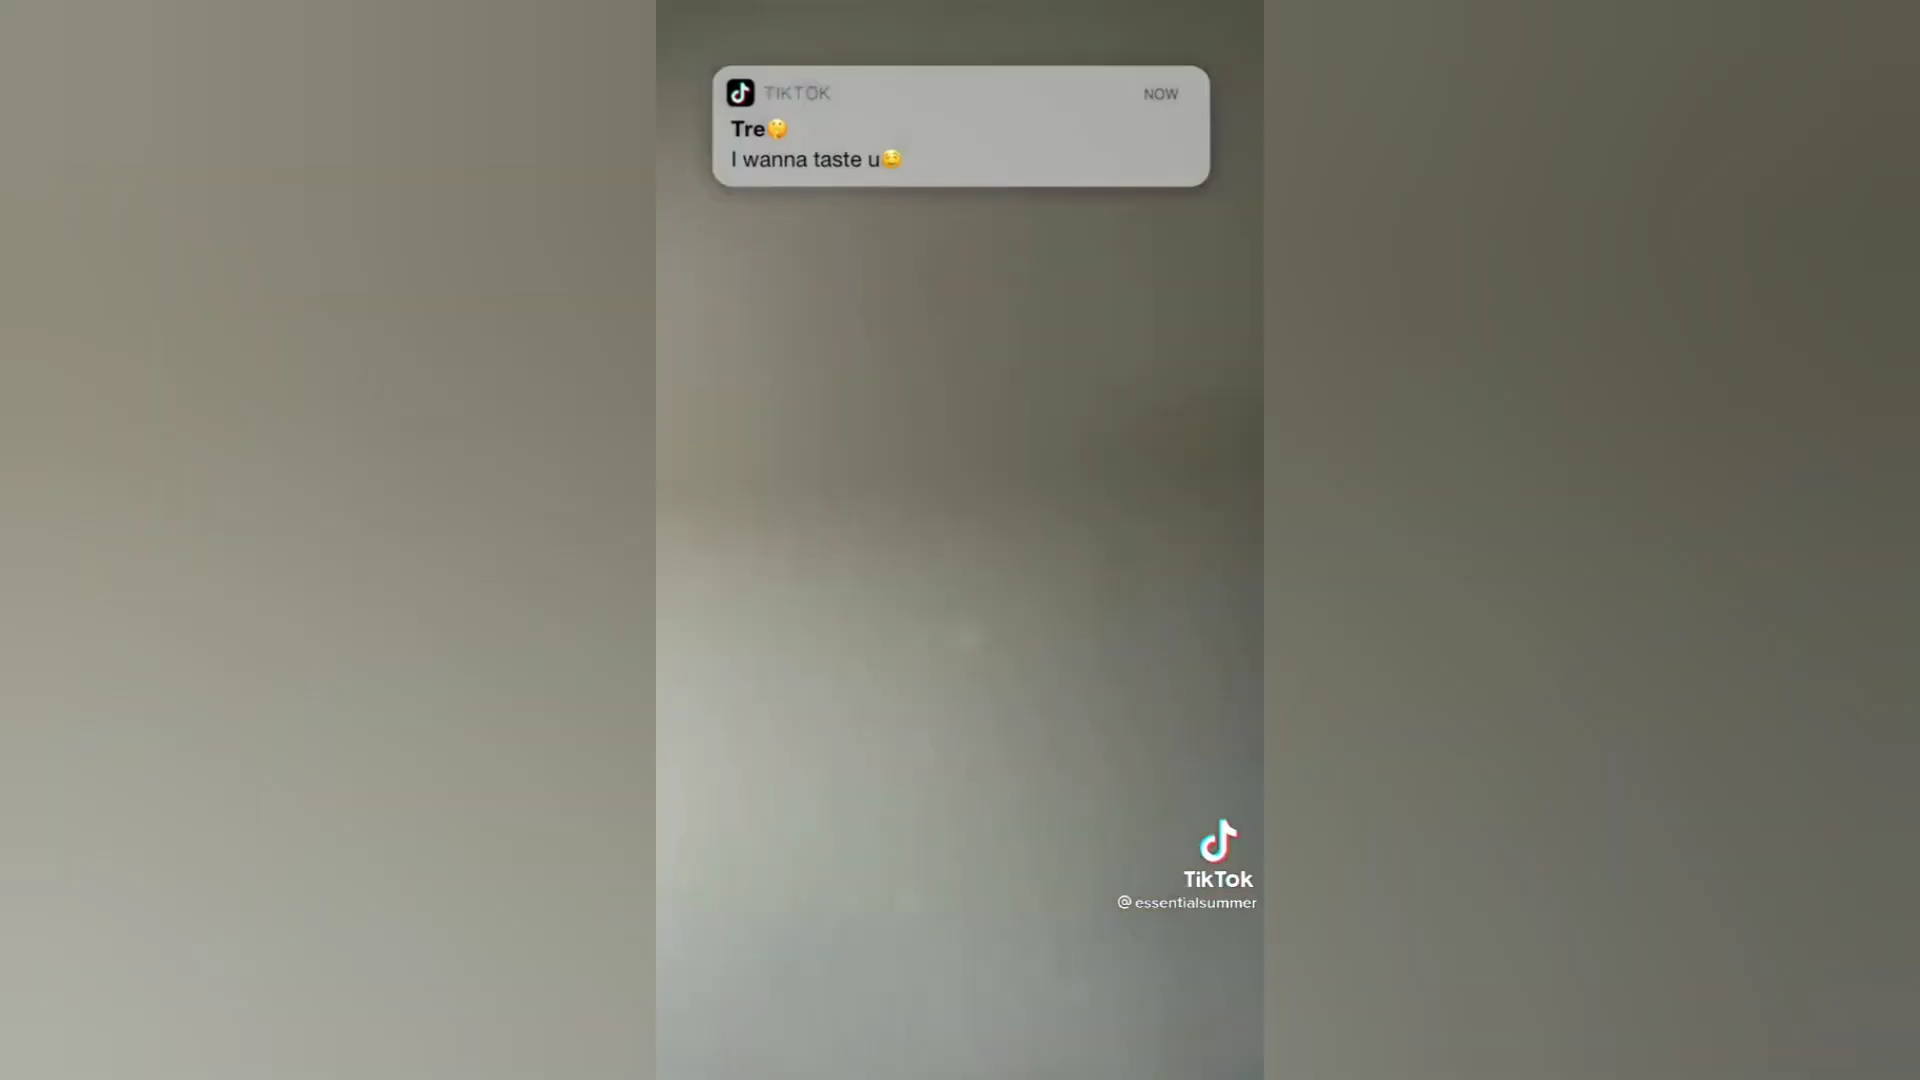 TIKTOK
NOW
Tre🤫
I wanna taste u🥴
TikTok
@essentialsummer